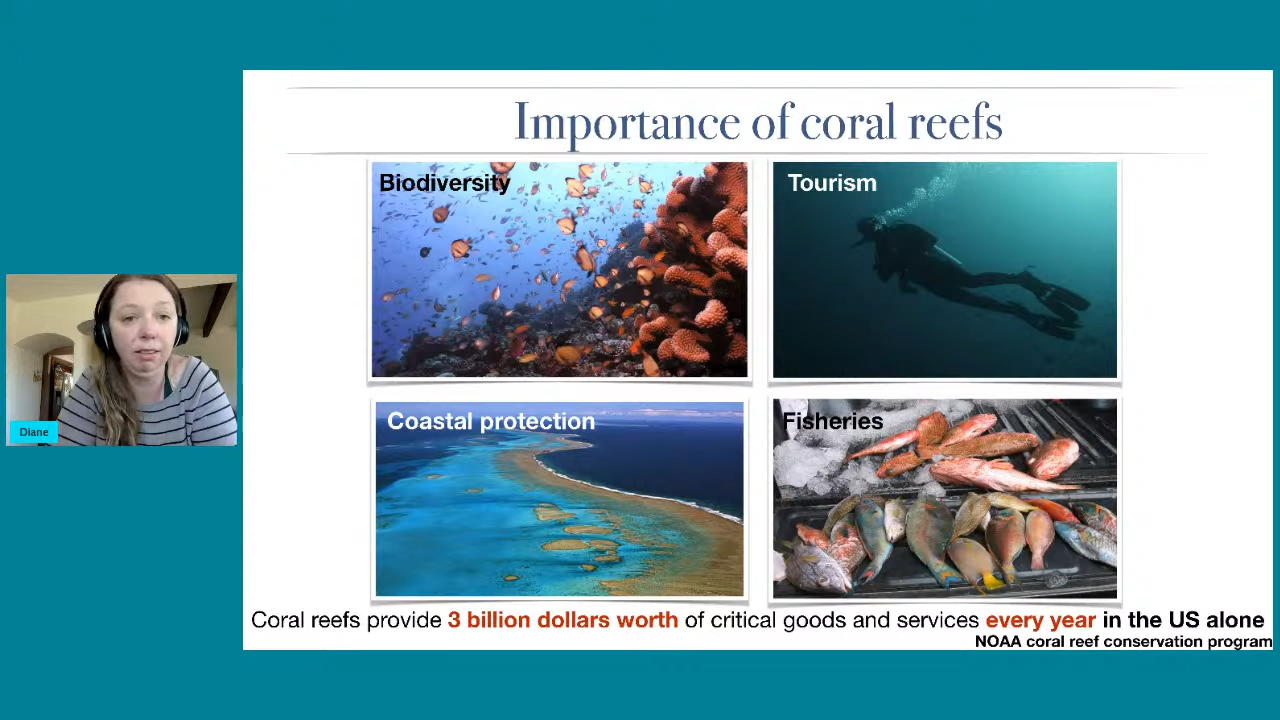 Importance of coral reefs
Biodiversity
Tourism
Coastal protection
Fisheries
Diane
Coral reefs provide 3 billion dollars worth of critical goods and services every year in the US alone
NOAA coral reef conservation program